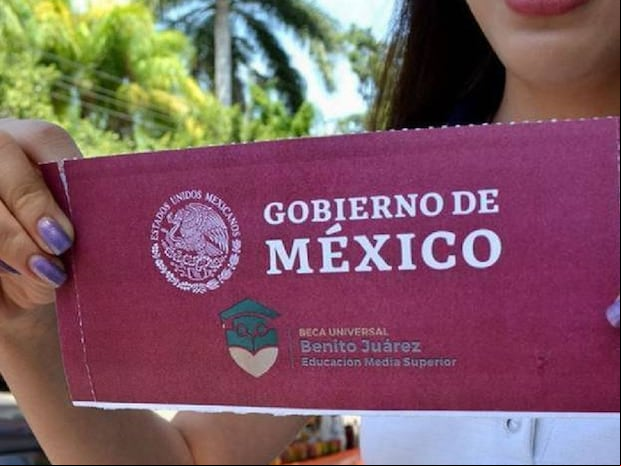 ESTADOS UNIDOS MEXICANOS
GOBIERNO DE
MÉXICO
BECA UNIVERSAL
Benito Juárez
Educación Media Superior